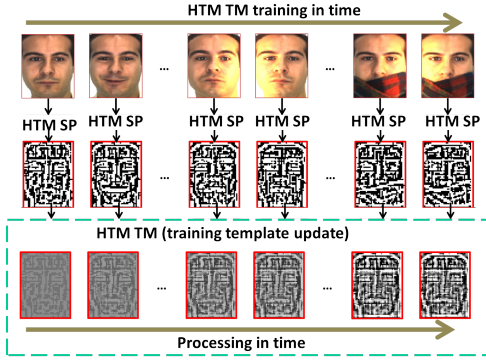 HTM TM training in time
... ...
HTM SP HTM SP HTM SP HTM SP HTM SP HTM SP
... ...
HTM TM (training template update)
... ...
Processing in time